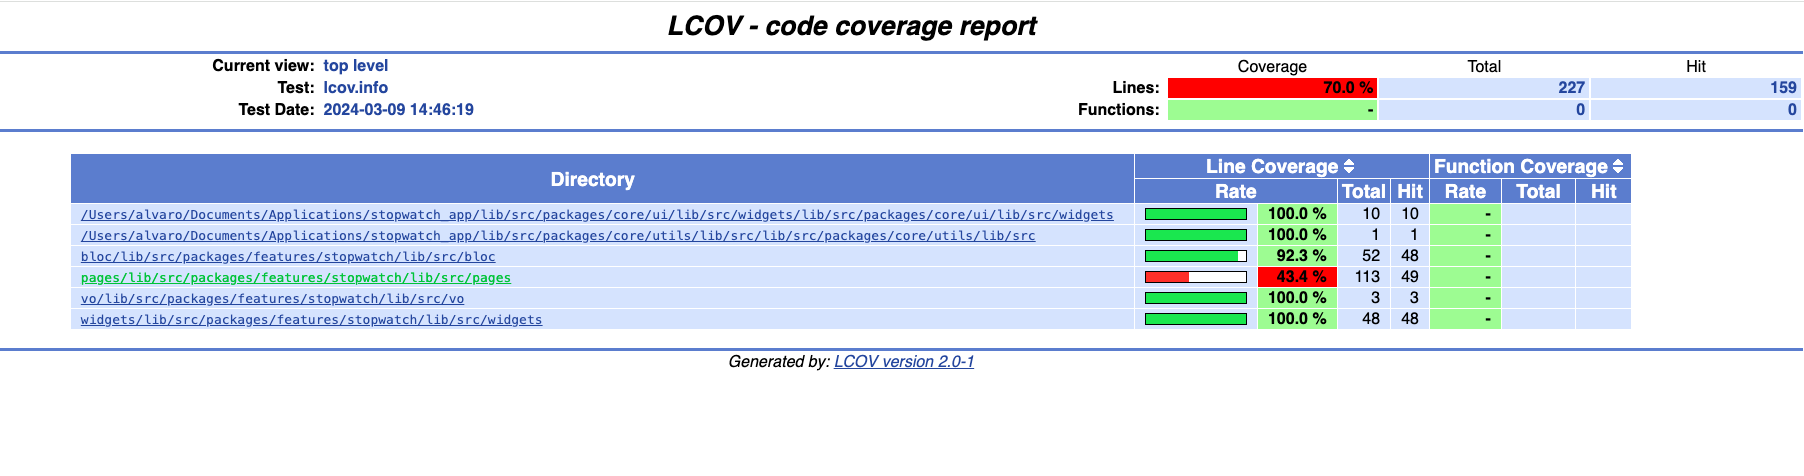 LCOV - code coverage report
Current view: top level
Coverage Total Hit
Test: lcov.info
Lines: 70.0 % 227 159
Test Date: 2024-03-09 14:46:19
Functions: - 0 0
Directory Line Coverage Function Coverage
Rate Total Hit Rate Total Hit
/Users/alvaro/Documents/Applications/stopwatch_app/lib/src/packages/core/ui/lib/src/widgets/lib/src/packages/core/ui/lib/src/widgets 100.0 % 10 10 -
/Users/alvaro/Documents/Applications/stopwatch_app/lib/src/packages/core/utils/lib/src/lib/src/packages/core/utils/lib/src 100.0 % 1 1 -
bloc/lib/src/packages/features/stopwatch/lib/src/bloc 92.3 % 52 48 -
pages/lib/src/packages/features/stopwatch/lib/src/pages 43.4 % 113 49 -
vo/lib/src/packages/features/stopwatch/lib/src/vo 100.0 % 3 3 -
widgets/lib/src/packages/features/stopwatch/lib/src/widgets 100.0 % 48 48 -
Generated by: LCOV version 2.0-1